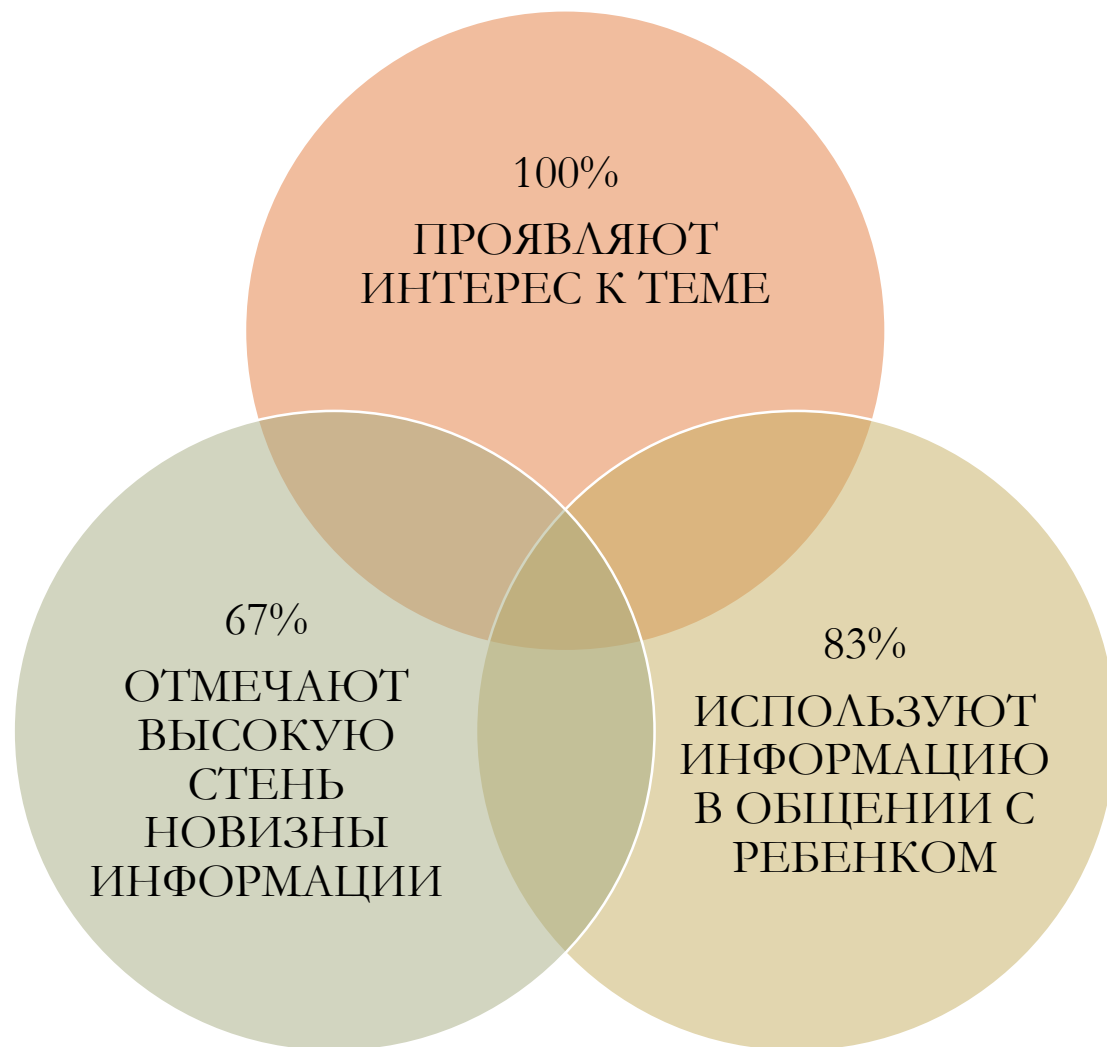 100%
ПРОЯВЛЯЮТ
ИНТЕРЕС К ТЕМЕ
67%
ОТМЕЧАЮТ
ВЫСОКУЮ
СТЕНЬ
НОВИЗНЫ
ИНФОРМАЦИИ
83%
ИСПОЛЬЗУЮТ
ИНФОРМАЦИЮ
В ОБЩЕНИИ С
РЕБЕНКОМ